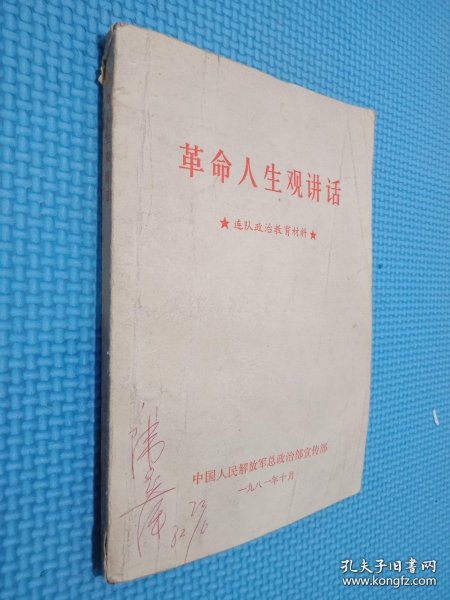 革命人生观讲话
★连队政治教育材料★
中国人民解放军总政治部宣传部
一九八一年十月
孔夫子旧书网
www.kongfz.com